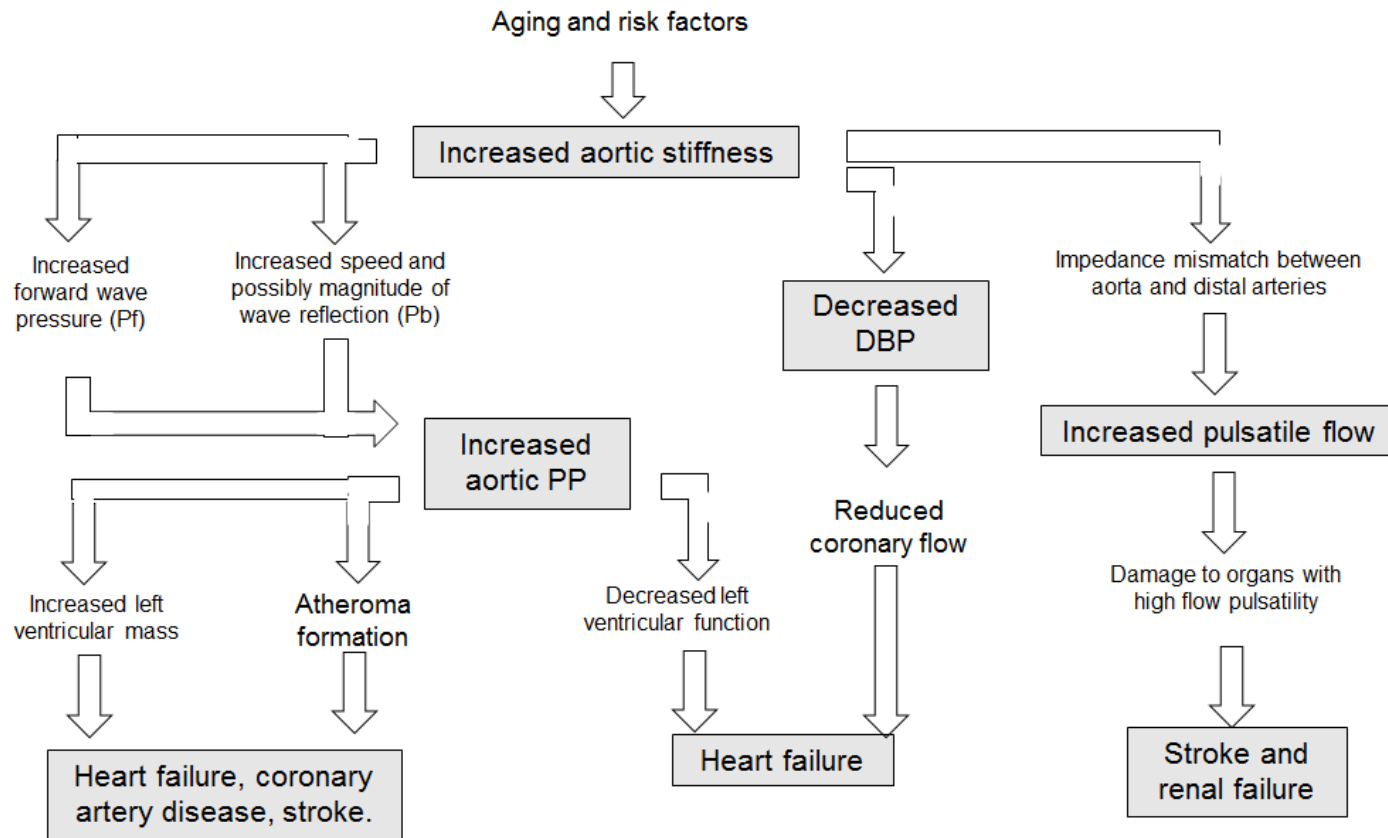 Aging and risk factors
Increased aortic stiffness
Increased
forward wave
pressure (Pf)
Increased speed and
possibly magnitude of
wave reflection (Pb)
Impedance mismatch between
aorta and distal arteries
Decreased
DBP
Increased
aortic PP
Increased pulsatile flow
Reduced
coronary flow
Increased left
ventricular mass
Atheroma
formation
Decreased left
ventricular function
Damage to organs with
high flow pulsatility
Heart failure, coronary
artery disease, stroke.
Heart failure
Stroke and
renal failure